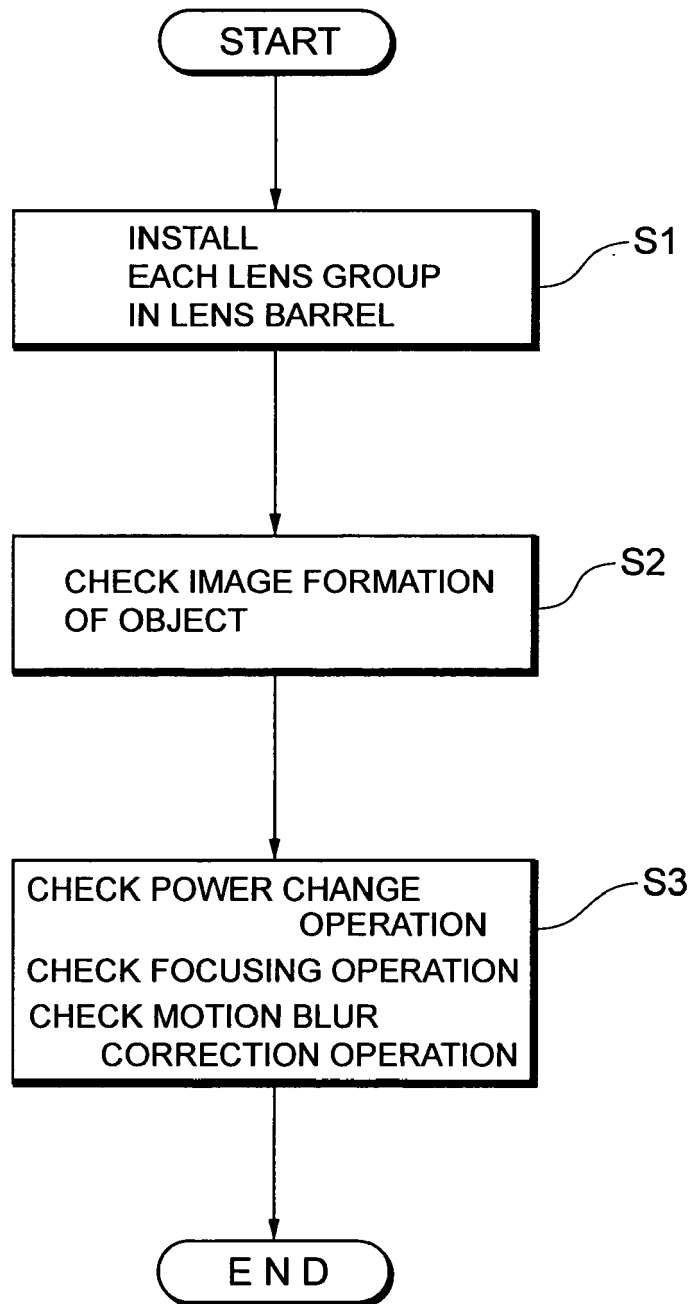 START
INSTALL
EACH LENS GROUP
IN LENS BARREL
S1
CHECK IMAGE FORMATION
OF OBJECT
S2
CHECK POWER CHANGE
OPERATION
CHECK FOCUSING OPERATION
CHECK MOTION BLUR
CORRECTION OPERATION
S3
END